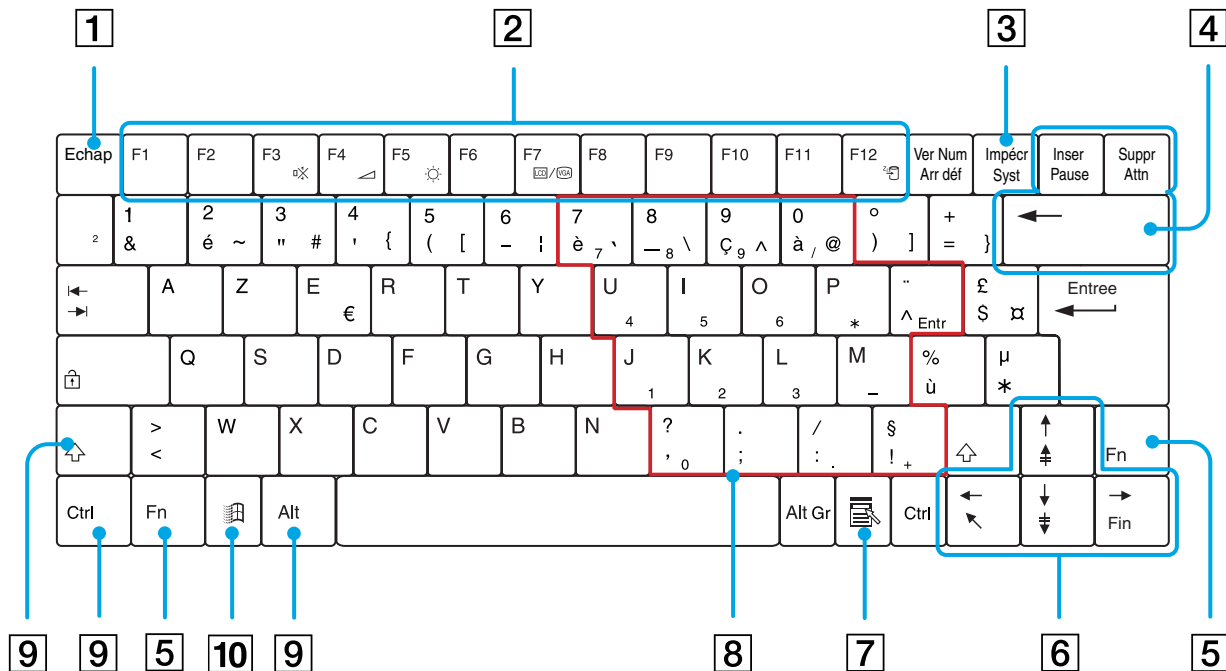 1 2 3 4
Echap F1 F2 F3 F4 F5 F6 F7 LCD/VGA F8 F9 F10 F11 F12 Z Ver Num Impécr Inser Suppr
Arr déf Syst Pause Attn
1 2 3 4 5 6 7 8 9 0 ° +
2 & é ~ " # ' { ( [ - ¦ è 7 ` _ 8 \ Ç 9 ^ à / @ ) ] = }
A Z E R T Y U I O P ¨ £ Entree
€ 4 5 6 * ^ Entr $ ¤
Q S D F G H J K L M % µ
1 2 3 _ ù *
> W X C V B N ? . / §
< , 0 ; : . ! + Fn
Ctrl Fn Alt Alt Gr Ctrl Fin
9 9 5 10 9 8 7 6 5